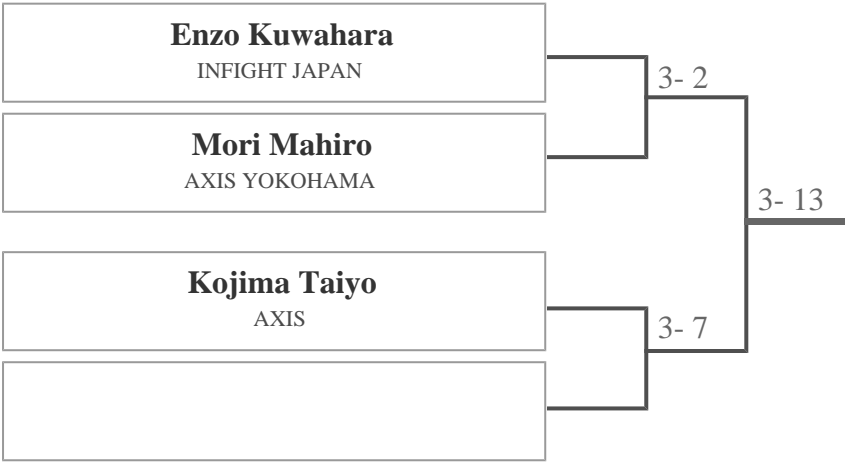 Enzo Kuwahara
INFIGHT JAPAN
3- 2
Mori Mahiro
AXIS YOKOHAMA
3- 13
Kojima Taiyo
AXIS
3- 7